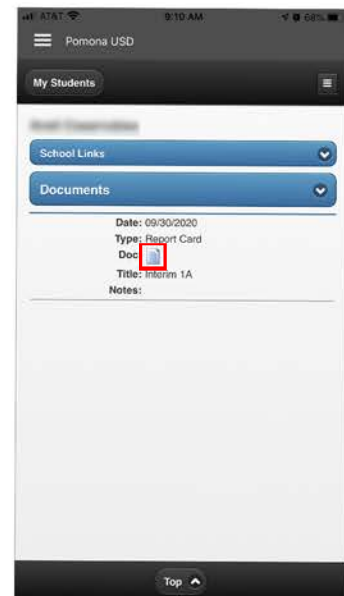 AT&T 9:10 AM 68%
Pomona USD
My Students
School Links
Documents
Date: 09/30/2020
Type: Report Card
Doc:
Title: Interim 1A
Notes:
Top